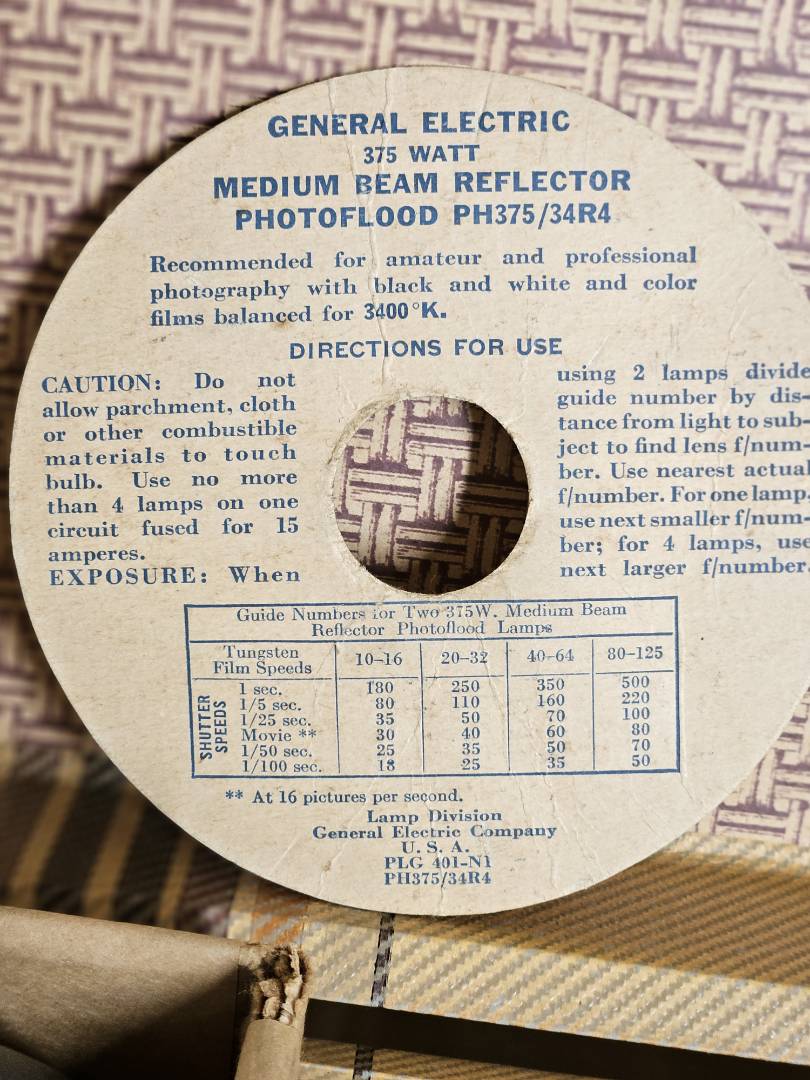 GENERAL ELECTRIC
375 WATT
MEDIUM BEAM REFLECTOR
PHOTOFLOOD PH375/34R4
Recommended for amateur and professional
photography with black and white and color
films balanced for 3400°K.
DIRECTIONS FOR USE
CAUTION: Do not
allow parchment, cloth
or other combustible
materials to touch
bulb. Use no more
than 4 lamps on one
circuit fused for 15
amperes.
EXPOSURE: When
using 2 lamps divide
guide number by dis-
tance from light to sub-
ject to find lens f/num-
ber. Use nearest actual
f/number. For one lamp,
use next smaller f/num-
ber; for 4 lamps, use
next larger f/number.
Guide Numbers for Two 375W. Medium Beam
Reflector Photoflood Lamps
Tungsten
Film Speeds 10-16 20-32 40-64 80-125
SHUTTER
SPEEDS
1 sec. 180 250 350 500
1/5 sec. 80 110 160 220
1/25 sec. 35 50 70 100
Movie ** 30 40 60 80
1/50 sec. 25 35 50 70
1/100 sec. 18 25 35 50
** At 16 pictures per second.
Lamp Division
General Electric Company
U. S. A.
PLG 401-N1
PH375/34R4